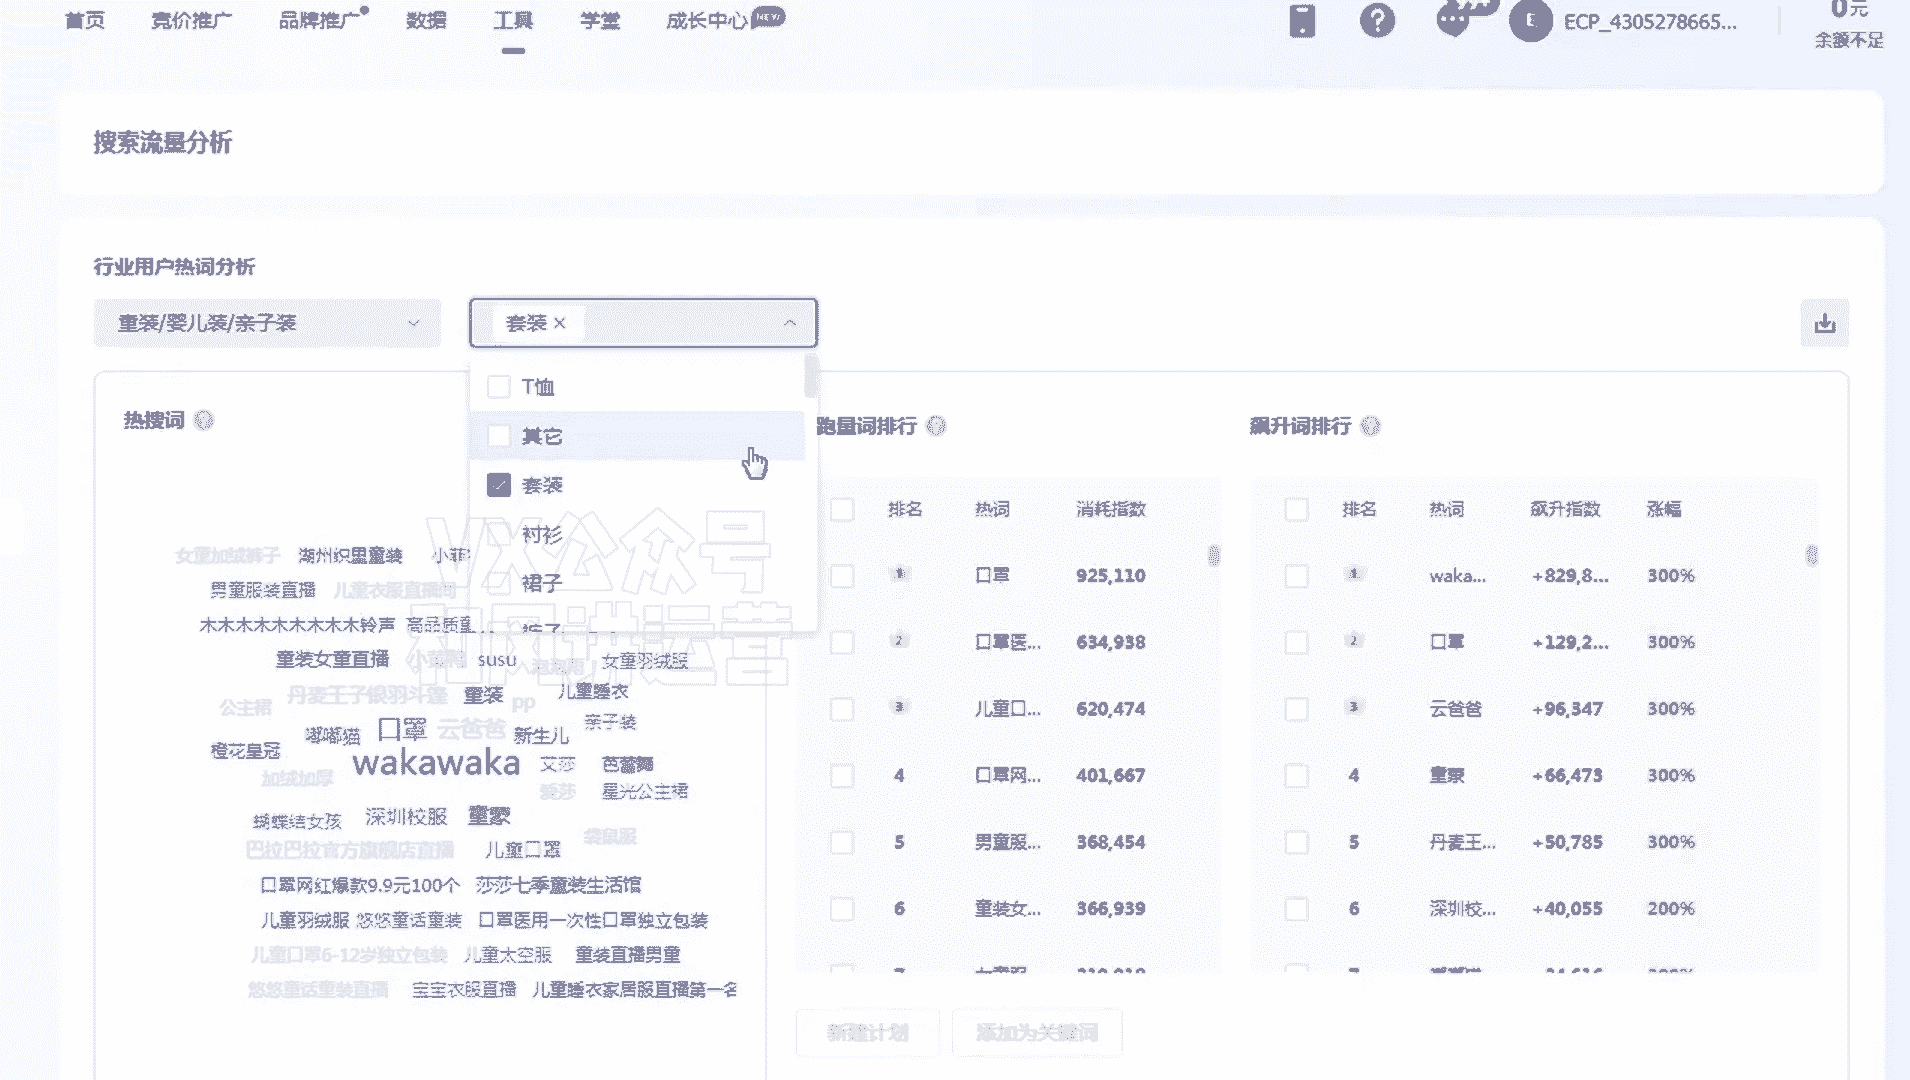 首页 竞价推广 品牌推广 数据 工具 学堂 成长中心 NEW
E ECP_4305278665... 0元
余额不足
搜索流量分析
行业用户热词分析
童装/婴儿装/亲子装 套装 ×
T恤
其它
套装
衬衫
裙子
裤子
热搜词
女童加绒裤子 湖州织里童装
男童服装直播 儿童衣服直播间
木木木木木木木木木铃声
童装女童直播 susu 女童羽绒服
丹麦王子银羽斗篷 童装 儿童睡衣
公主裙 pp
嘟嘟猫 口罩 云爸爸 新生儿 亲子装
橙花皇冠 wakawaka 艾莎 芭蕾舞
加绒加厚 爱莎 星光公主裙
蝴蝶结女孩 深圳校服 童蒙
袋鼠服
巴拉巴拉官方旗舰店直播 儿童口罩
口罩网红爆款9.9元100个 莎莎七季童装生活馆
儿童羽绒服 悠悠童话童装 口罩医用一次性口罩独立包装
儿童口罩6-12岁独立包装 儿童太空服 童装直播男童
悠悠童话童装直播 宝宝衣服直播 儿童睡衣家居服直播第一名
VX公众号
和风讲运营
跑量词排行
排名 热词 消耗指数
1 口罩 925,110
2 口罩医... 634,938
3 儿童口... 620,474
4 口罩网... 401,667
5 男童服... 368,454
6 童装女... 366,939
飙升词排行
排名 热词 飙升指数 涨幅
1 waka... +829,8... 300%
2 口罩 +129,2... 300%
3 云爸爸 +96,347 300%
4 童蒙 +66,473 300%
5 丹麦王... +50,785 300%
6 深圳校... +40,055 200%
新建计划 添加为关键词